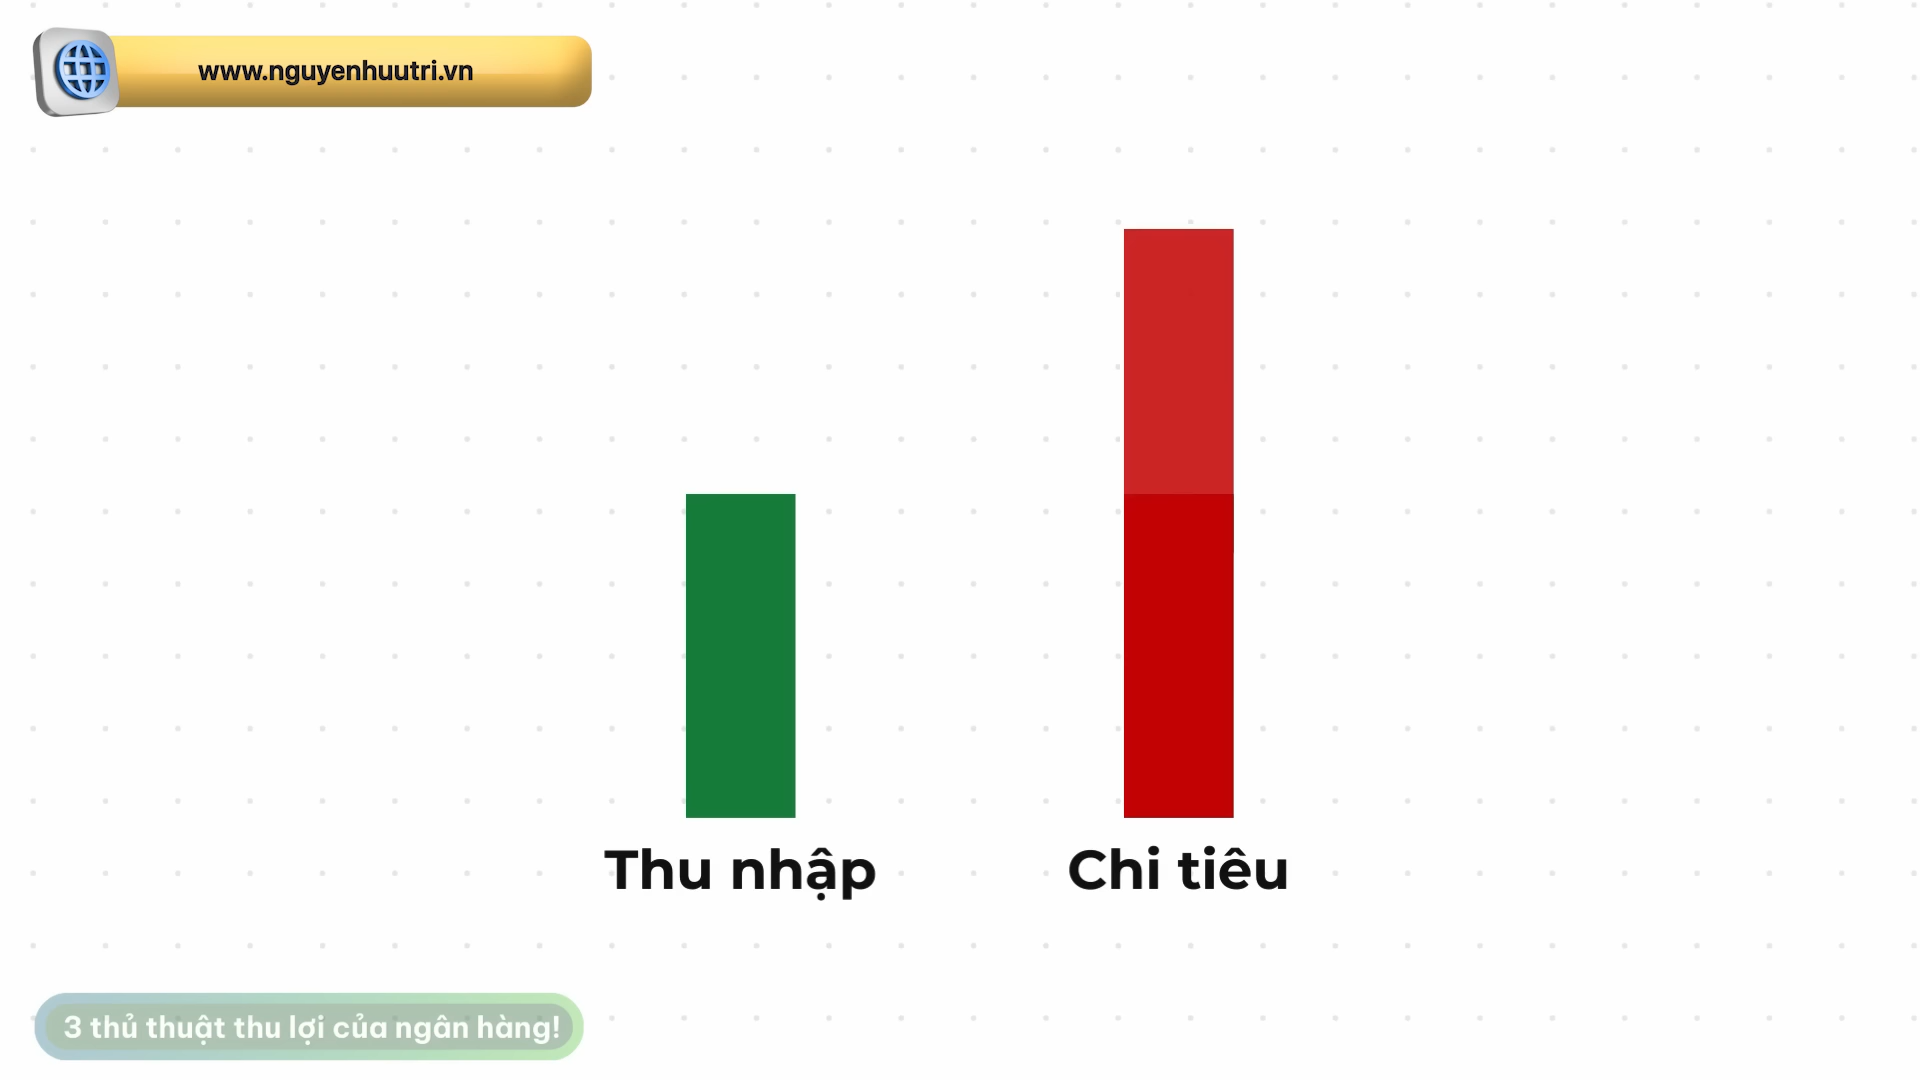 www.nguyenhuutri.vn
Thu nhập
Chi tiêu
3 thủ thuật thu lợi của ngân hàng!